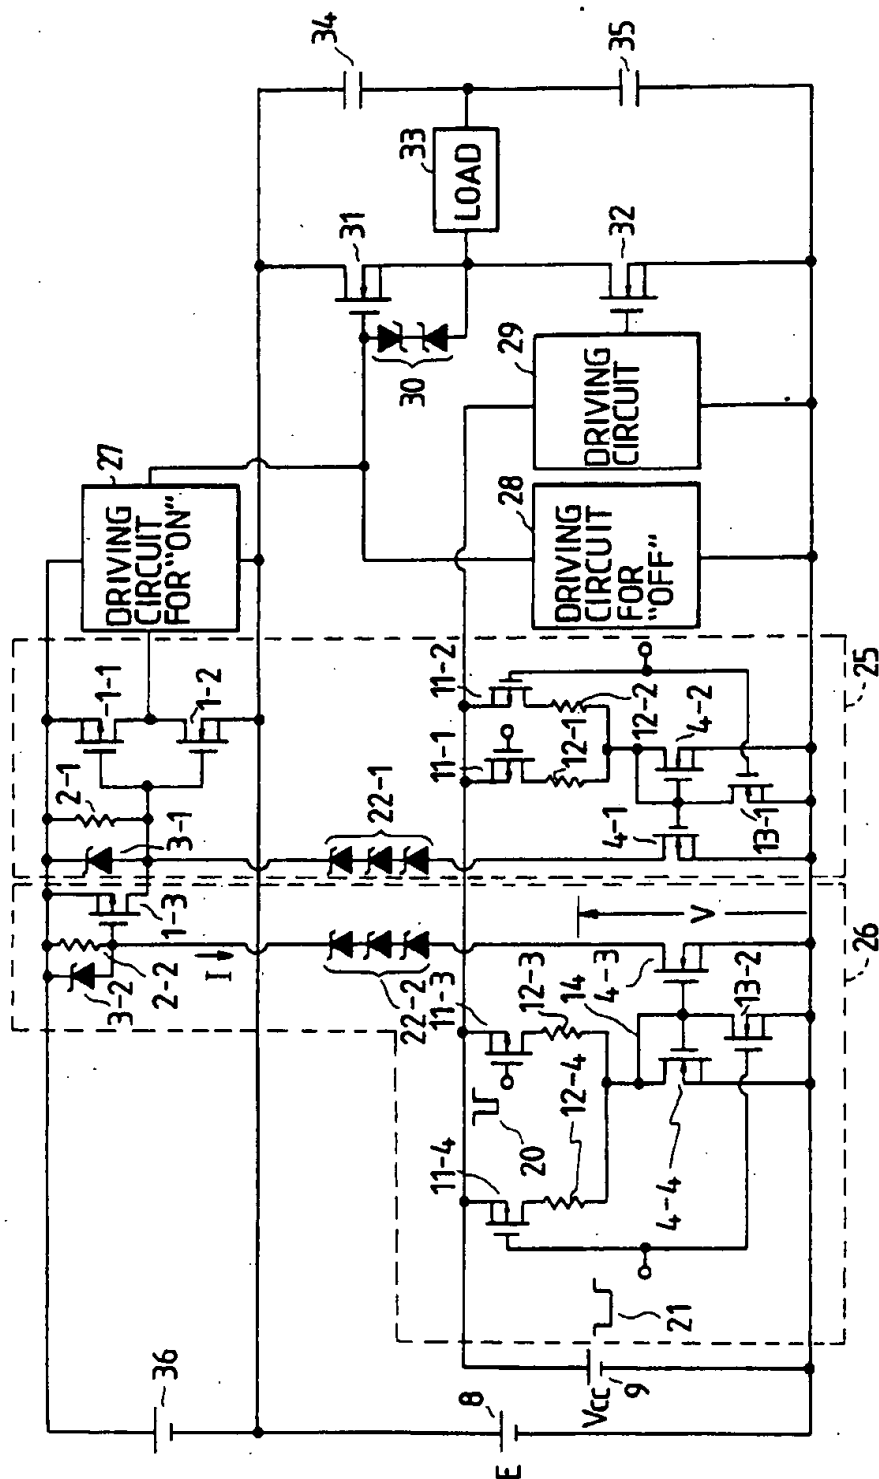 34
35
33
LOAD
31
32
30
29
DRIVING
CIRCUIT
27
DRIVING
CIRCUIT
FOR "ON"
28
DRIVING
CIRCUIT
FOR
"OFF"
25
1-1
1-2
2-1
3-1
22-1
11-2
11-1
12-1
12-2
4-2
4-1
13-1
26
1-3
2-2
3-2
I
22-2
V
11-3
12-3
14
4-3
13-2
12-4
20
11-4
4-4
21
36
8
E
Vcc
9